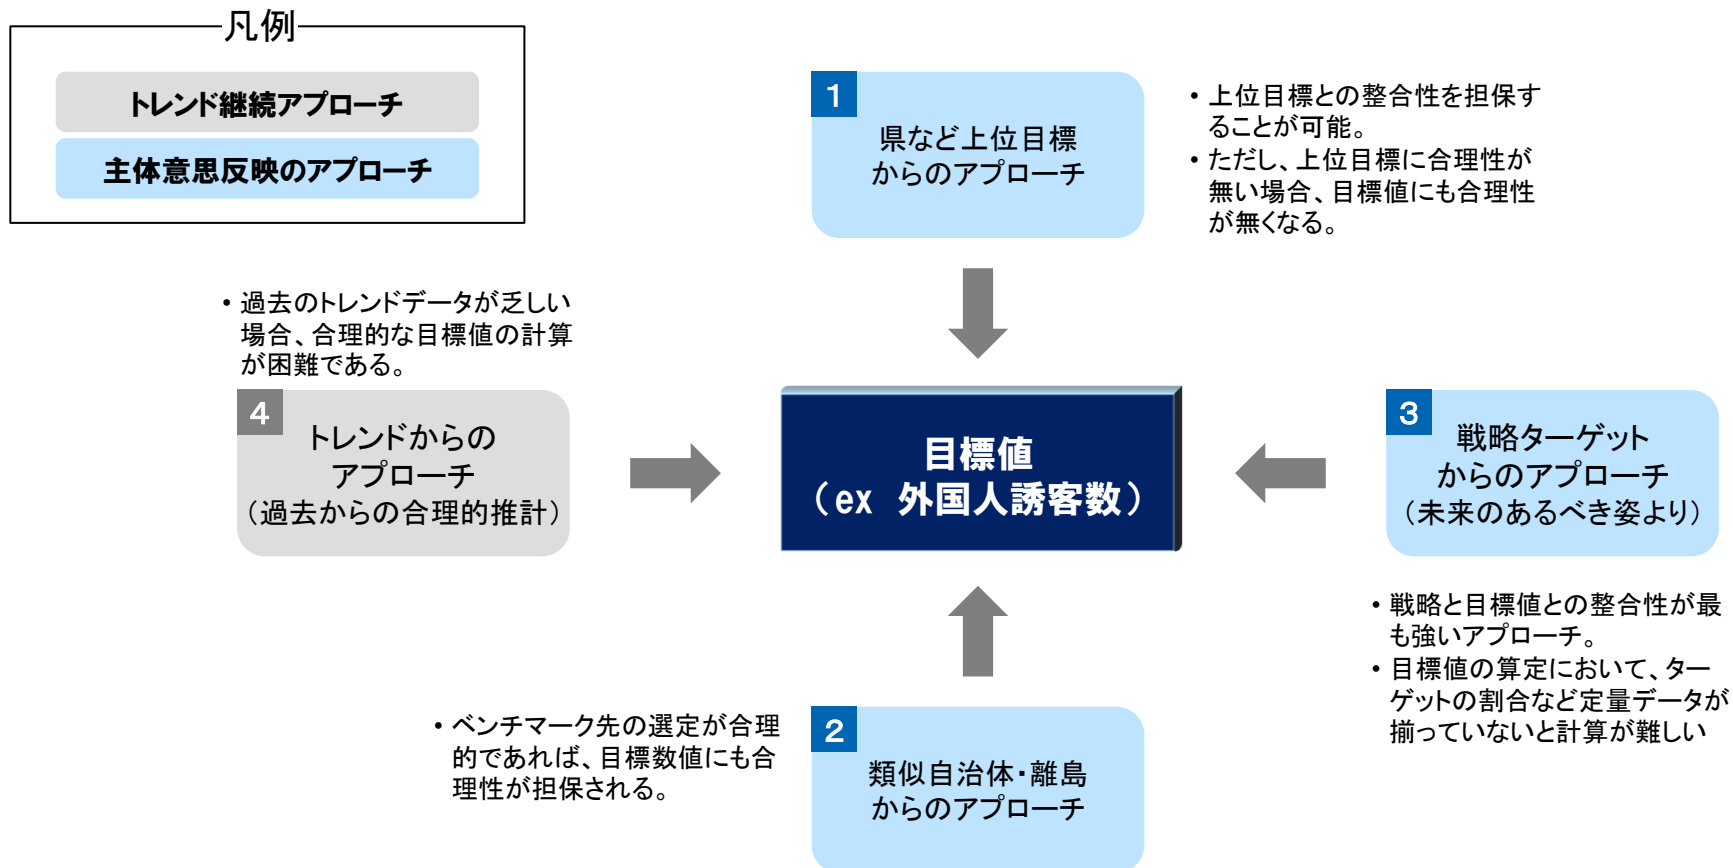 凡例
トレンド継続アプローチ
主体意思反映のアプローチ
1
県など上位目標
からのアプローチ
• 上位目標との整合性を担保す
ることが可能。
• ただし、上位目標に合理性が
無い場合、目標値にも合理性
が無くなる。
• 過去のトレンドデータが乏しい
場合、合理的な目標値の計算
が困難である。
4
トレンドからの
アプローチ
（過去からの合理的推計）
目標値
（ex 外国人誘客数）
3
戦略ターゲット
からのアプローチ
（未来のあるべき姿より）
• 戦略と目標値との整合性が最
も強いアプローチ。
• 目標値の算定において、ター
ゲットの割合など定量データが
揃っていないと計算が難しい
• ベンチマーク先の選定が合理
的であれば、目標数値にも合
理性が担保される。
2
類似自治体・離島
からのアプローチ